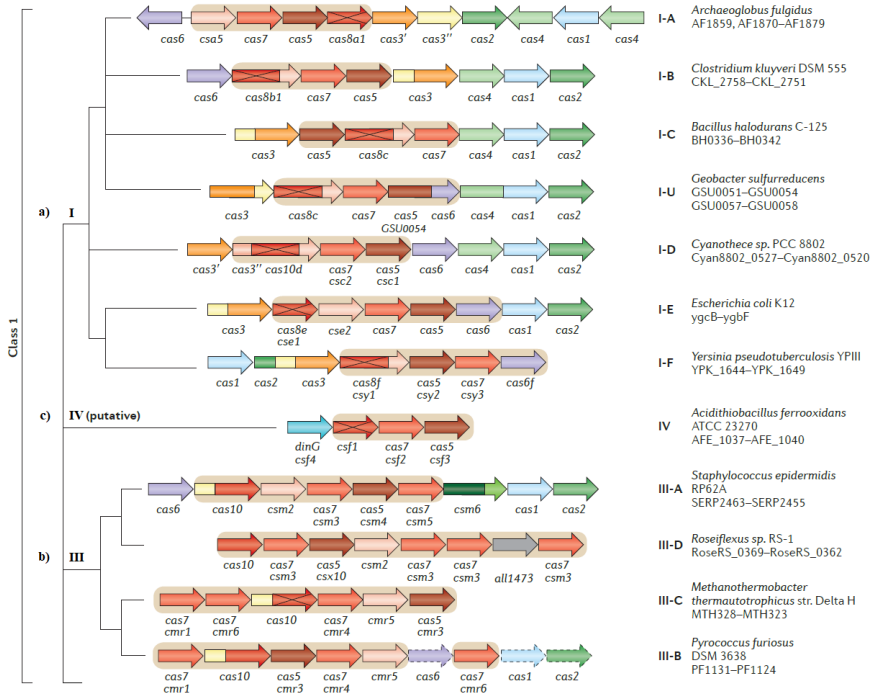 cas6 csa5 cas7 cas5 cas8a1 cas3′ cas3′′ cas2 cas4 cas1 cas4
I-A
Archaeoglobus fulgidus
AF1859, AF1870–AF1879
cas6 cas8b1 cas7 cas5 cas3 cas4 cas1 cas2
I-B
Clostridium kluyveri DSM 555
CKL_2758–CKL_2751
cas3 cas5 cas8c cas7 cas4 cas1 cas2
I-C
Bacillus halodurans C-125
BH0336–BH0342
a) I
cas3 cas8c cas7 cas5 cas6 cas4 cas1 cas2
GSU0054
I-U
Geobacter sulfurreducens
GSU0051–GSU0054
GSU0057–GSU0058
cas3′ cas3′′ cas10d cas7 cas5 cas6 cas4 cas1 cas2
csc2 csc1
I-D
Cyanothece sp. PCC 8802
Cyan8802_0527–Cyan8802_0520
cas3 cas8e cse2 cas7 cas5 cas6 cas1 cas2
cse1
I-E
Escherichia coli K12
ygcB–ygbF
Class 1
cas1 cas2 cas3 cas8f cas5 cas7 cas6f
csy1 csy2 csy3
I-F
Yersinia pseudotuberculosis YPIII
YPK_1644–YPK_1649
c) IV (putative)
dinG csf1 cas7 cas5
csf4 csf2 csf3
IV
Acidithiobacillus ferrooxidans
ATCC 23270
AFE_1037–AFE_1040
cas6 cas10 csm2 cas7 cas5 cas7 csm6 cas1 cas2
csm3 csm4 csm5
III-A
Staphylococcus epidermidis
RP62A
SERP2463–SERP2455
b) III
cas10 cas7 cas5 csm2 cas7 cas7 all1473 cas7
csm3 csx10 csm3 csm3 csm3
III-D
Roseiflexus sp. RS-1
RoseRS_0369–RoseRS_0362
cas7 cas7 cas10 cas7 cmr5 cas5
cmr1 cmr6 cmr4 cmr3
III-C
Methanothermobacter
thermautotrophicus str. Delta H
MTH328–MTH323
cas7 cas10 cas5 cas7 cmr5 cas6 cas7 cas1 cas2
cmr1 cmr3 cmr4 cmr6
III-B
Pyrococcus furiosus
DSM 3638
PF1131–PF1124